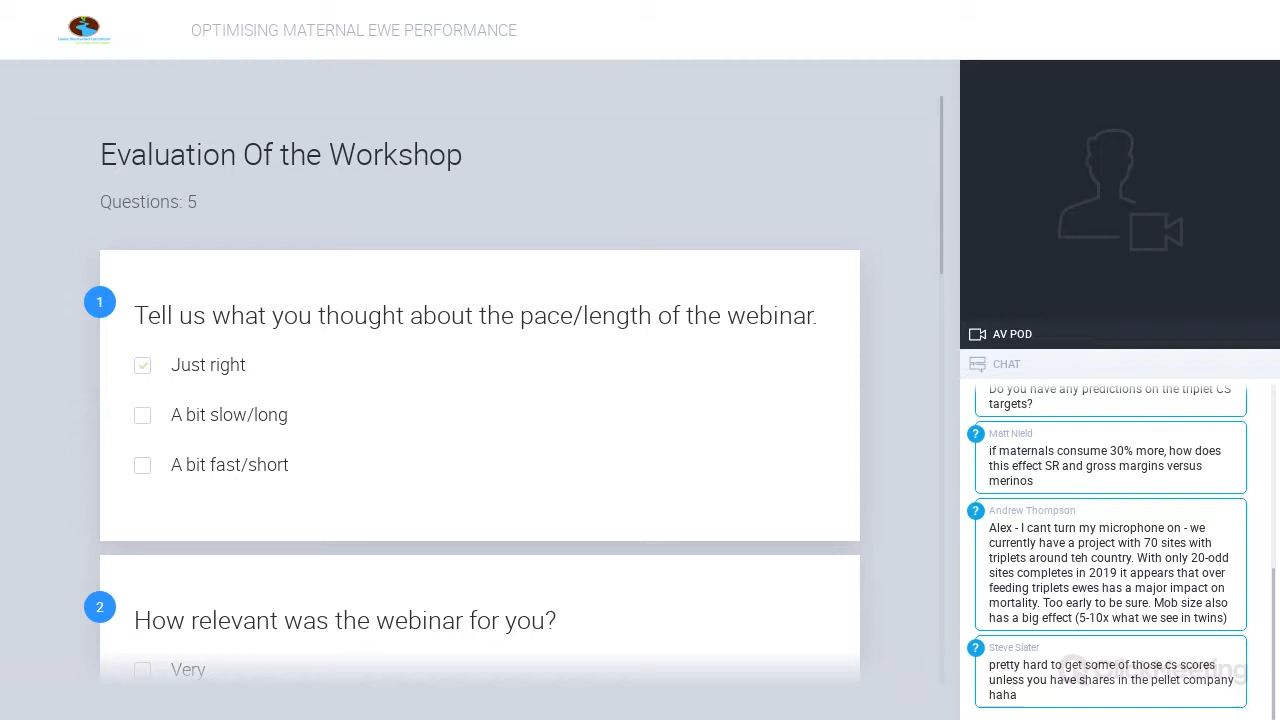 OPTIMISING MATERNAL EWE PERFORMANCE
Evaluation Of the Workshop
Questions: 5
1
Tell us what you thought about the pace/length of the webinar.
Just right
A bit slow/long
A bit fast/short
2
How relevant was the webinar for you?
Very
AV POD
CHAT
Do you have any predictions on the triplet CS
targets?
?
Matt Nield
if maternals consume 30% more, how does
this effect SR and gross margins versus
merinos
?
Andrew Thompson
Alex - I cant turn my microphone on - we
currently have a project with 70 sites with
triplets around teh country. With only 20-odd
sites completes in 2019 it appears that over
feeding triplets ewes has a major impact on
mortality. Too early to be sure. Mob size also
has a big effect (5-10x what we see in twins)
?
Steve Slater
pretty hard to get some of those cs scores
unless you have shares in the pellet company
haha
ClickMeeting